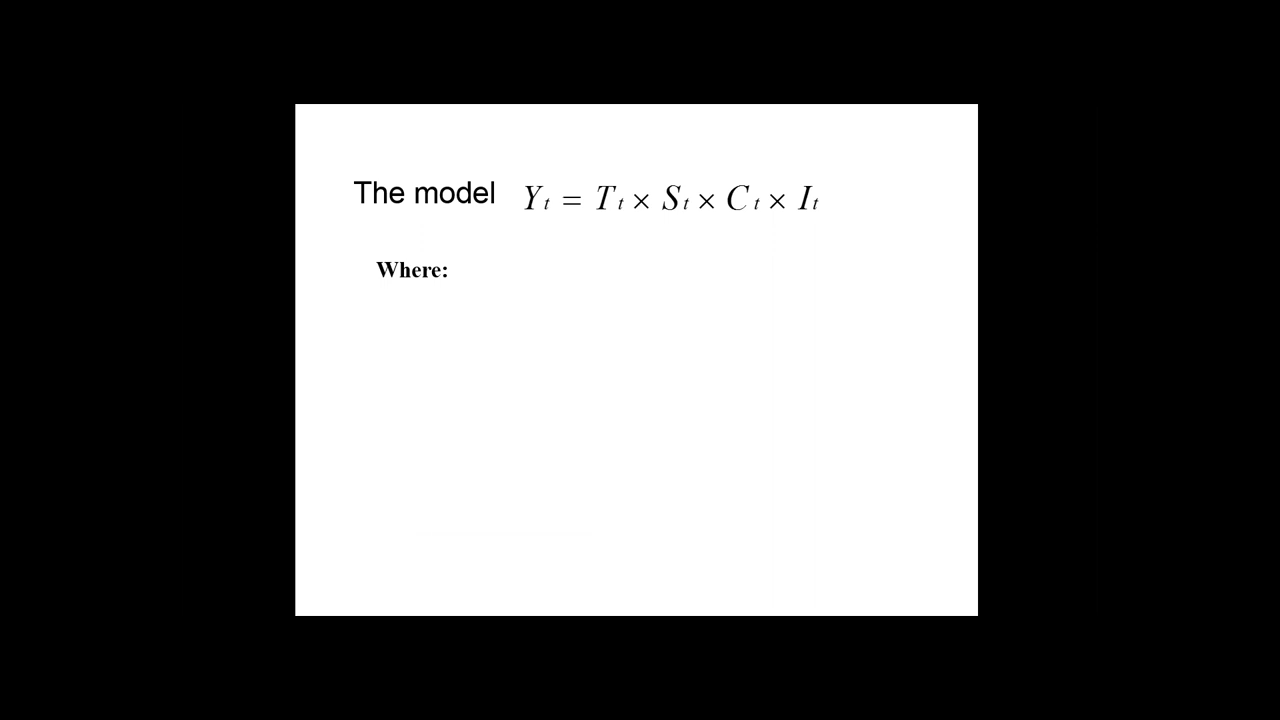 The model Yₜ = Tₜ × Sₜ × Cₜ × Iₜ
Where: